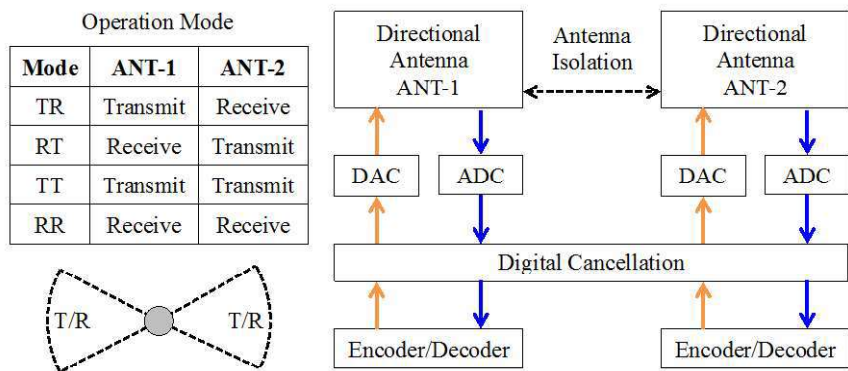 Operation Mode
Mode ANT-1 ANT-2
TR Transmit Receive
RT Receive Transmit
TT Transmit Transmit
RR Receive Receive
T/R T/R
Directional
Antenna
ANT-1
Antenna
Isolation
Directional
Antenna
ANT-2
DAC ADC DAC ADC
Digital Cancellation
Encoder/Decoder Encoder/Decoder